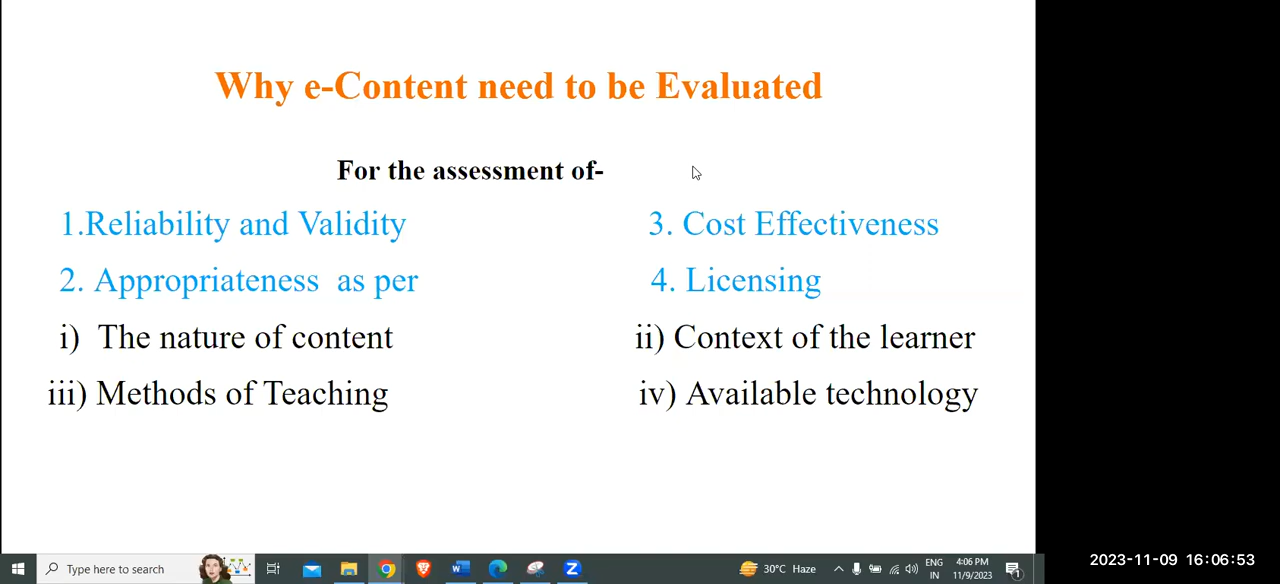 Why e-Content need to be Evaluated
For the assessment of-
1.Reliability and Validity
3. Cost Effectiveness
2. Appropriateness as per
4. Licensing
i) The nature of content
ii) Context of the learner
iii) Methods of Teaching
iv) Available technology
Type here to search
30°C Haze
ENG
IN
4:06 PM
11/9/2023
1
2023-11-09 16:06:53